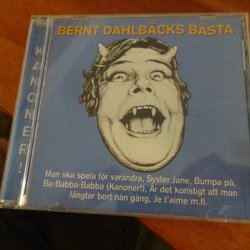 BERNT DAHLBÄCKS BÄSTA
KANONER!
Man ska spela för varandra, Syster Jane, Bumpa på,
Ba-Babba-Babba (Kanoner!), Är det konstigt att man
längtar bort nån gång, Je t'aime m.fl.